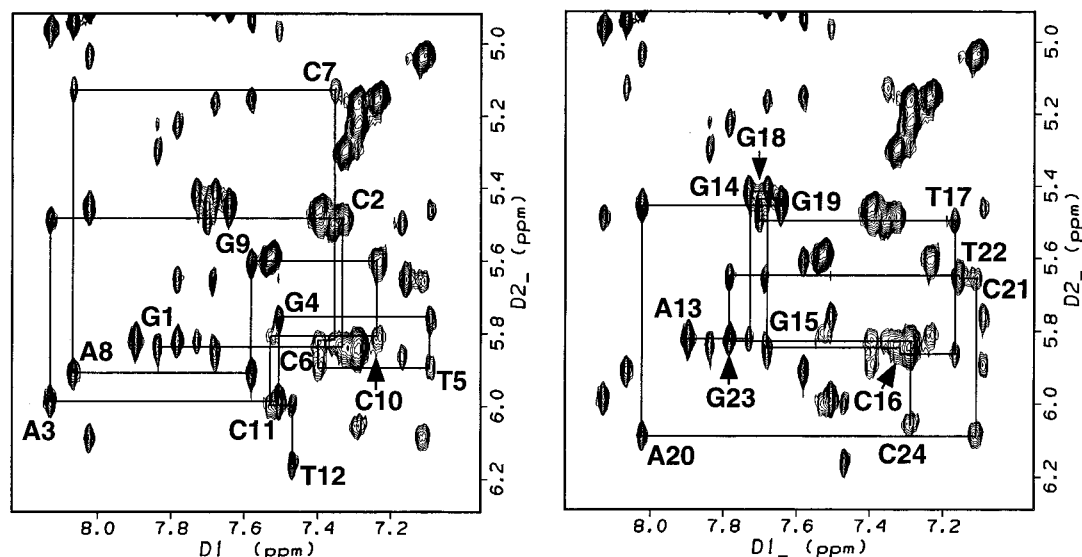 C7
C2
G9
G4
G1
C6
A8
T5
C10
A3
C11
T12
5.0
5.2
5.4
5.6
5.8
6.0
6.2
D2_ (ppm)
8.0 7.8 7.6 7.4 7.2
D1 (ppm)
G18
G14
G19
T22
C21
A13
G15
G23
C16
A20
C24
5.0
5.2
5.4
5.6
5.8
6.0
6.2
D2_ (ppm)
8.0 7.8 7.6 7.4 7.2
D1_ (ppm)